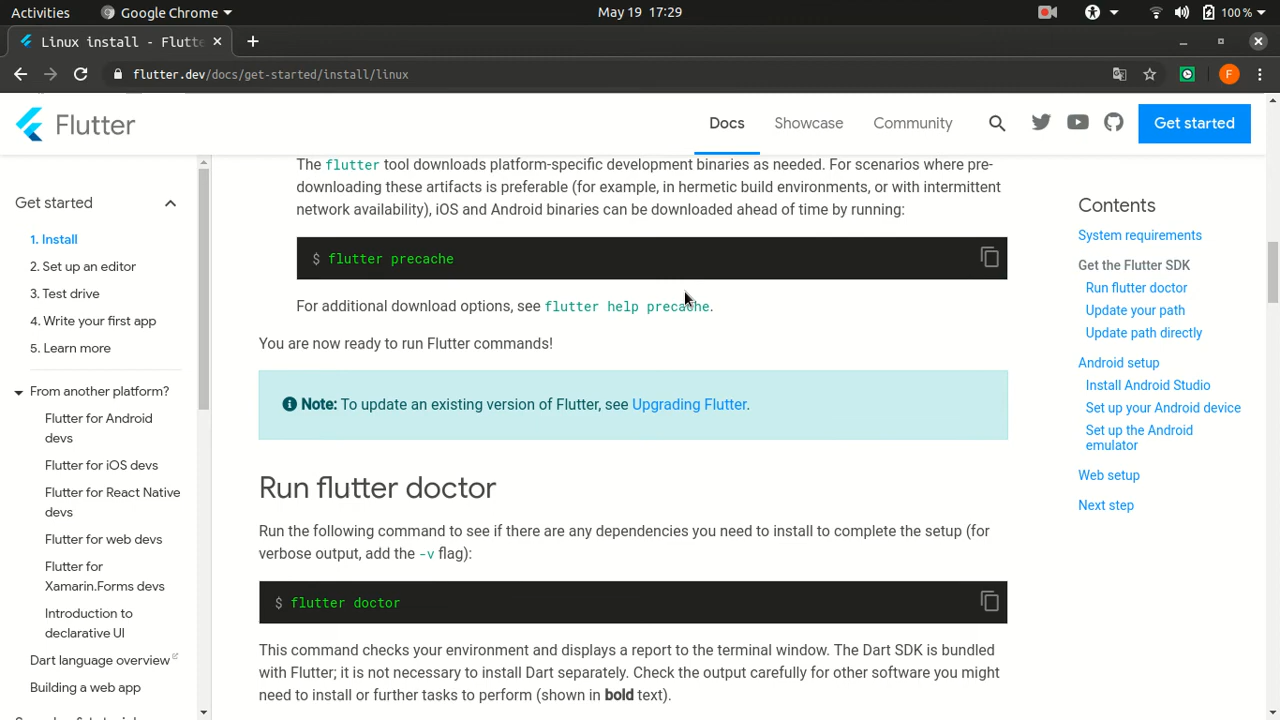 Activities
Google Chrome
May 19 17:29
100 %
Linux install - Flutte
flutter.dev/docs/get-started/install/linux
F
Flutter
Docs
Showcase
Community
Get started
Get started
1. Install
2. Set up an editor
3. Test drive
4. Write your first app
5. Learn more
From another platform?
Flutter for Android
devs
Flutter for iOS devs
Flutter for React Native
devs
Flutter for web devs
Flutter for
Xamarin.Forms devs
Introduction to
declarative UI
Dart language overview
Building a web app
The flutter tool downloads platform-specific development binaries as needed. For scenarios where pre-
downloading these artifacts is preferable (for example, in hermetic build environments, or with intermittent
network availability), iOS and Android binaries can be downloaded ahead of time by running:
$ flutter precache
For additional download options, see flutter help precache.
You are now ready to run Flutter commands!
Note: To update an existing version of Flutter, see Upgrading Flutter.
Run flutter doctor
Run the following command to see if there are any dependencies you need to install to complete the setup (for
verbose output, add the -v flag):
$ flutter doctor
This command checks your environment and displays a report to the terminal window. The Dart SDK is bundled
with Flutter; it is not necessary to install Dart separately. Check the output carefully for other software you might
need to install or further tasks to perform (shown in bold text).
Contents
System requirements
Get the Flutter SDK
Run flutter doctor
Update your path
Update path directly
Android setup
Install Android Studio
Set up your Android device
Set up the Android
emulator
Web setup
Next step